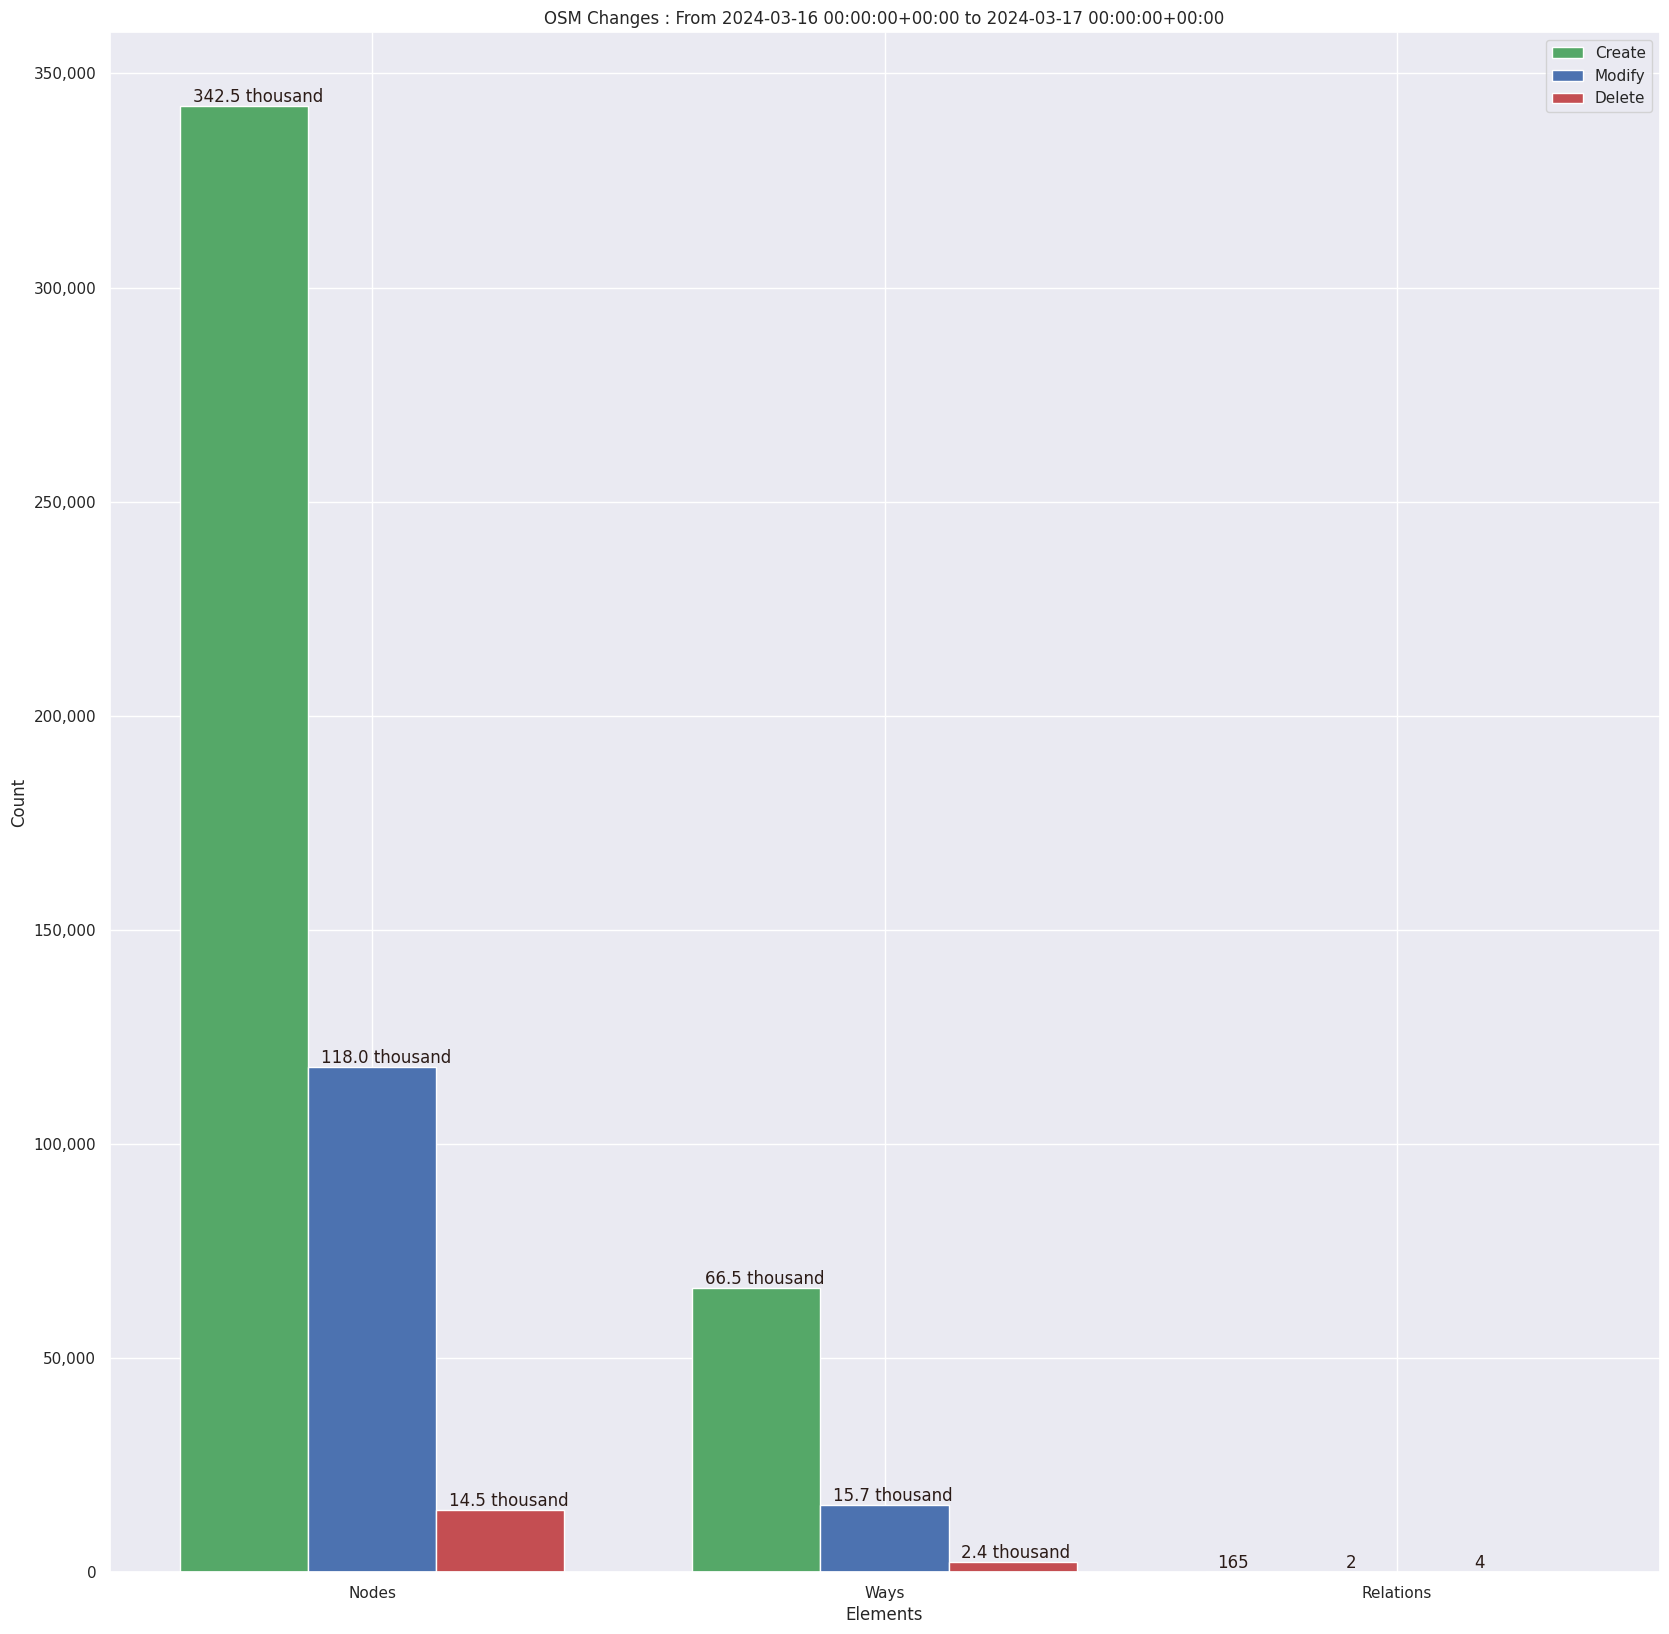 OSM Changes : From 2024-03-16 00:00:00+00:00 to 2024-03-17 00:00:00+00:00
Create
Modify
Delete
350,000
300,000
250,000
200,000
150,000
100,000
50,000
0
Count
342.5 thousand
118.0 thousand
14.5 thousand
66.5 thousand
15.7 thousand
2.4 thousand
165
2
4
Nodes
Ways
Relations
Elements